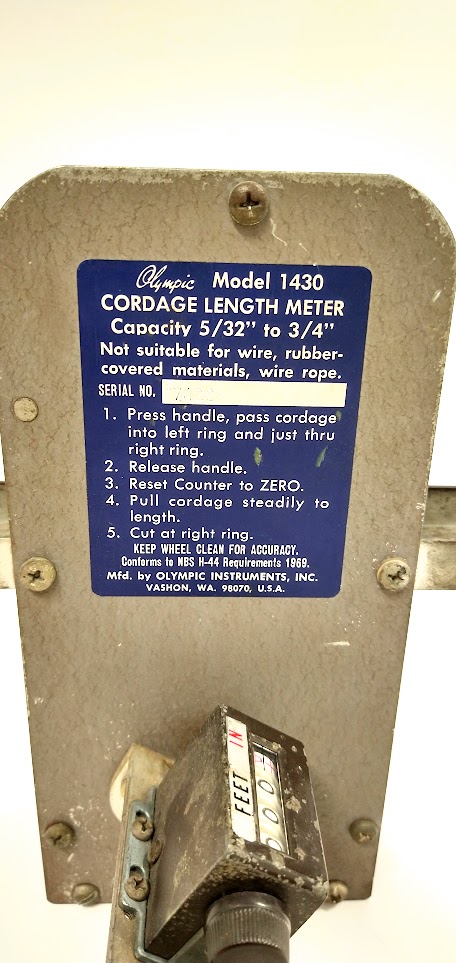 Olympic Model 1430
CORDAGE LENGTH METER
Capacity 5/32" to 3/4"
Not suitable for wire, rubber-
covered materials, wire rope.
SERIAL NO.
1. Press handle, pass cordage
into left ring and just thru
right ring.
2. Release handle.
3. Reset Counter to ZERO.
4. Pull cordage steadily to
length.
5. Cut at right ring.
KEEP WHEEL CLEAN FOR ACCURACY.
Conforms to NBS H-44 Requirements 1969.
Mfd. by OLYMPIC INSTRUMENTS, INC.
VASHON, WA. 98070, U.S.A.
FEET IN
000